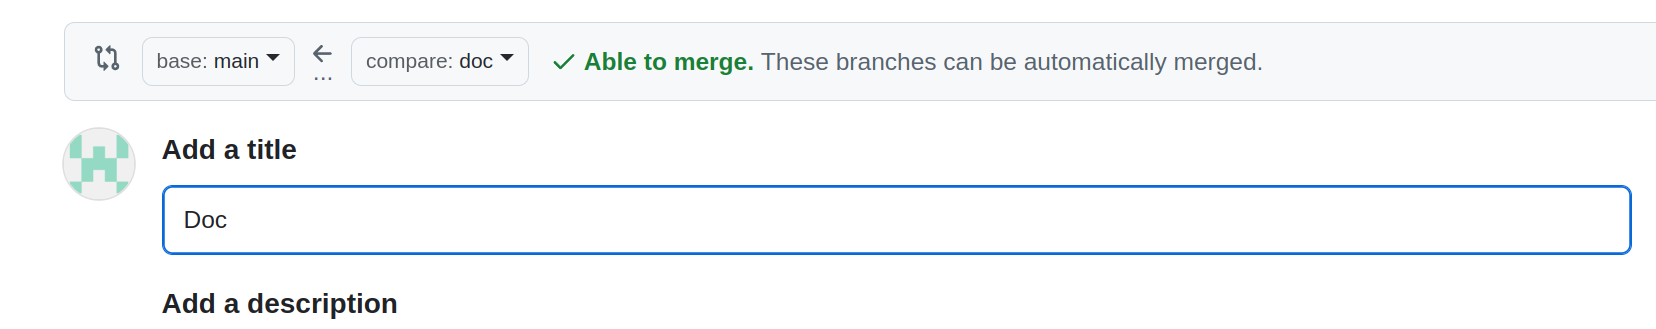 base: main ... compare: doc Able to merge. These branches can be automatically merged.
Add a title
Doc
Add a description